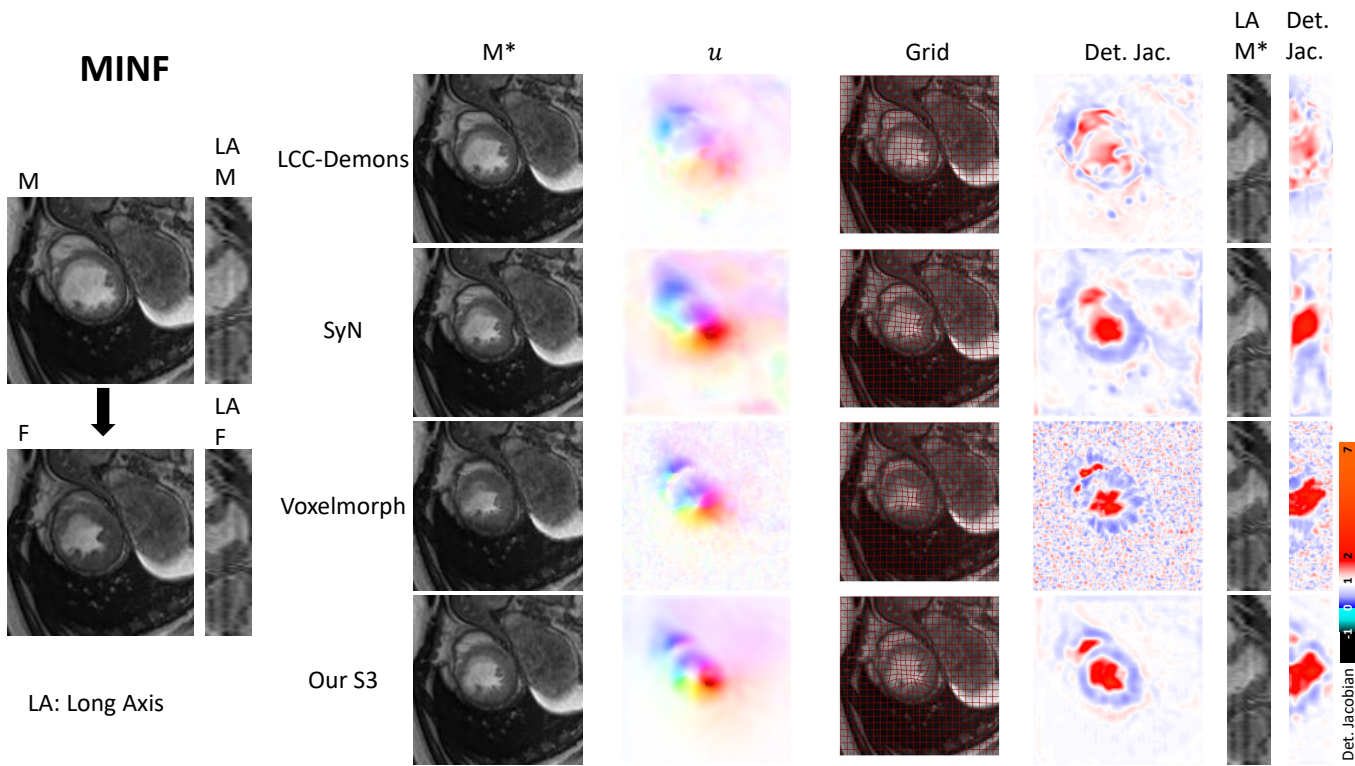 MINF
M
LA
M
F
LA
F
LA: Long Axis
M*
u
Grid
Det. Jac.
LA
M*
Det.
Jac.
LCC-Demons
SyN
Voxelmorph
Our S3
Det. Jacobian
-1 0 1 2 7